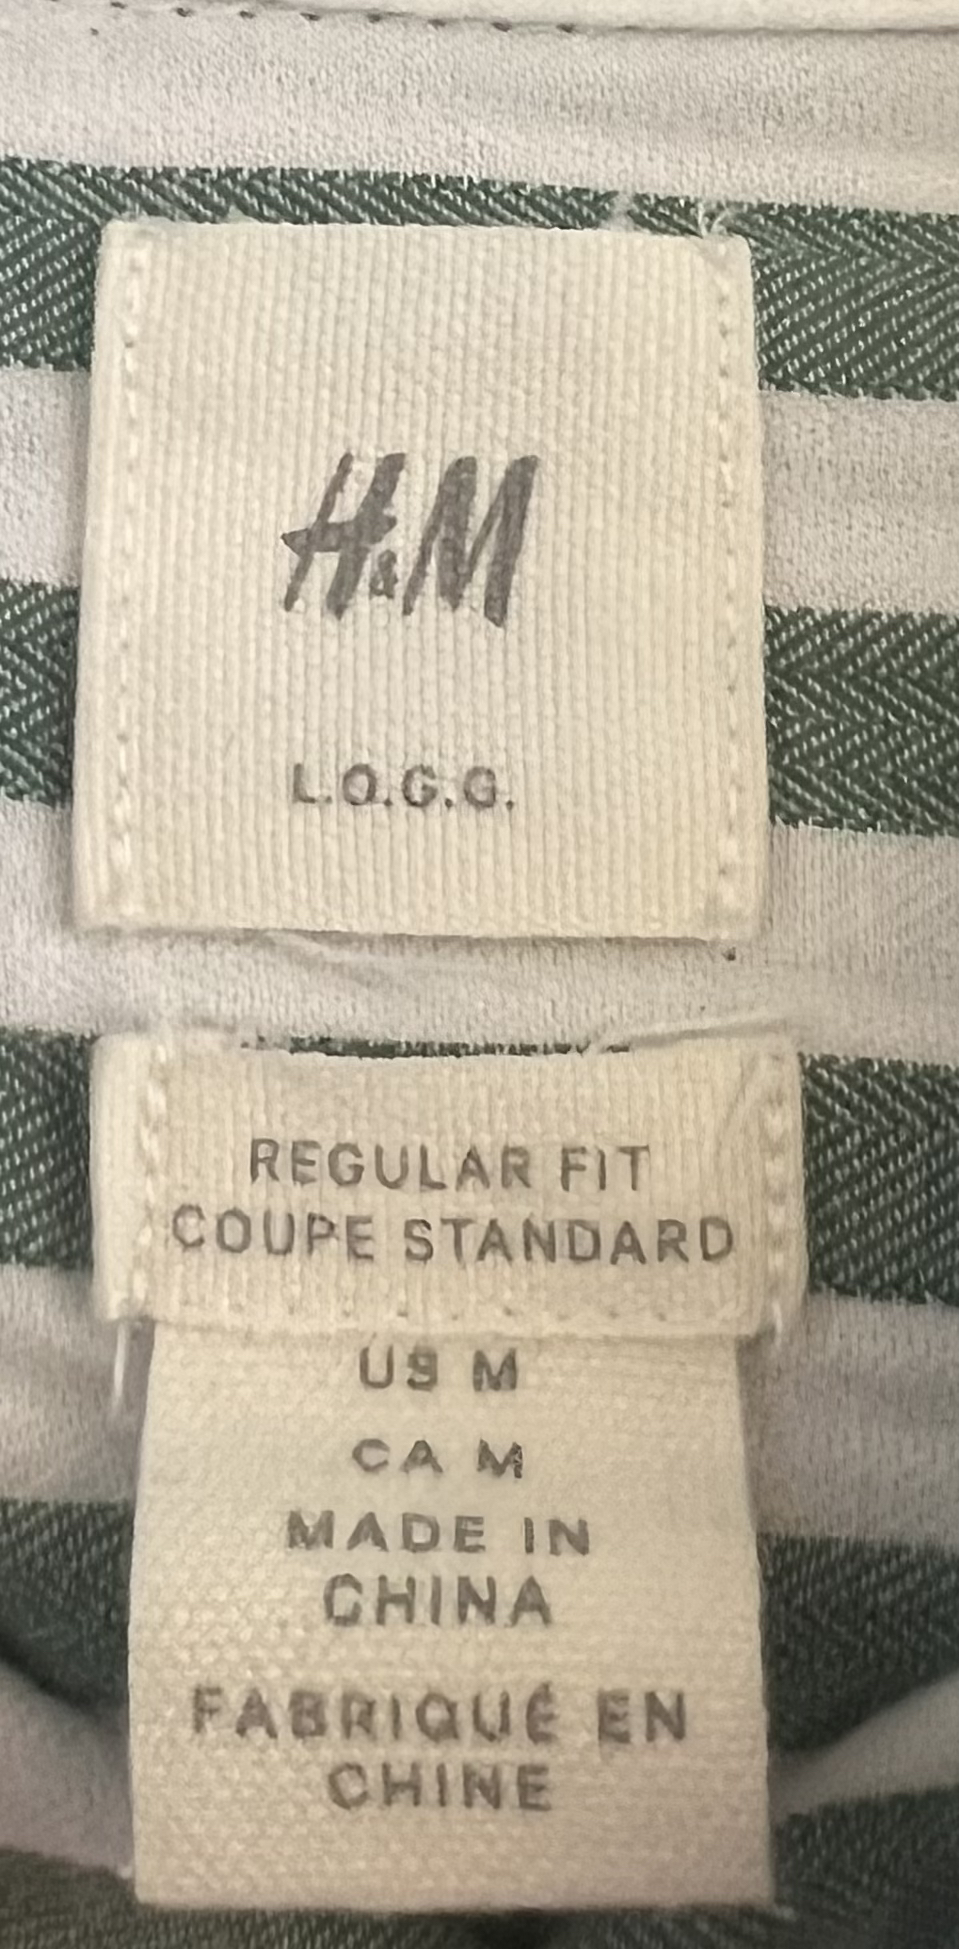 H&M
L.O.G.G.
REGULAR FIT
COUPE STANDARD
US M
CA M
MADE IN
CHINA
FABRIQUÉ EN
CHINE